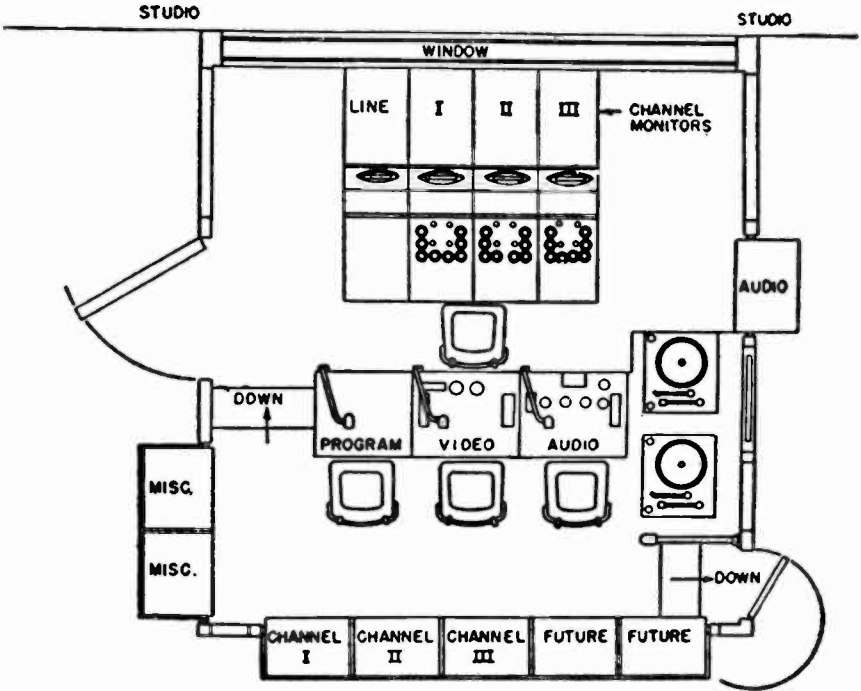 STUDIO
STUDIO
WINDOW
LINE I II III
CHANNEL
MONITORS
AUDIO
DOWN
PROGRAM VIDEO AUDIO
MISC.
MISC.
DOWN
CHANNEL
I
CHANNEL
II
CHANNEL
III
FUTURE
FUTURE